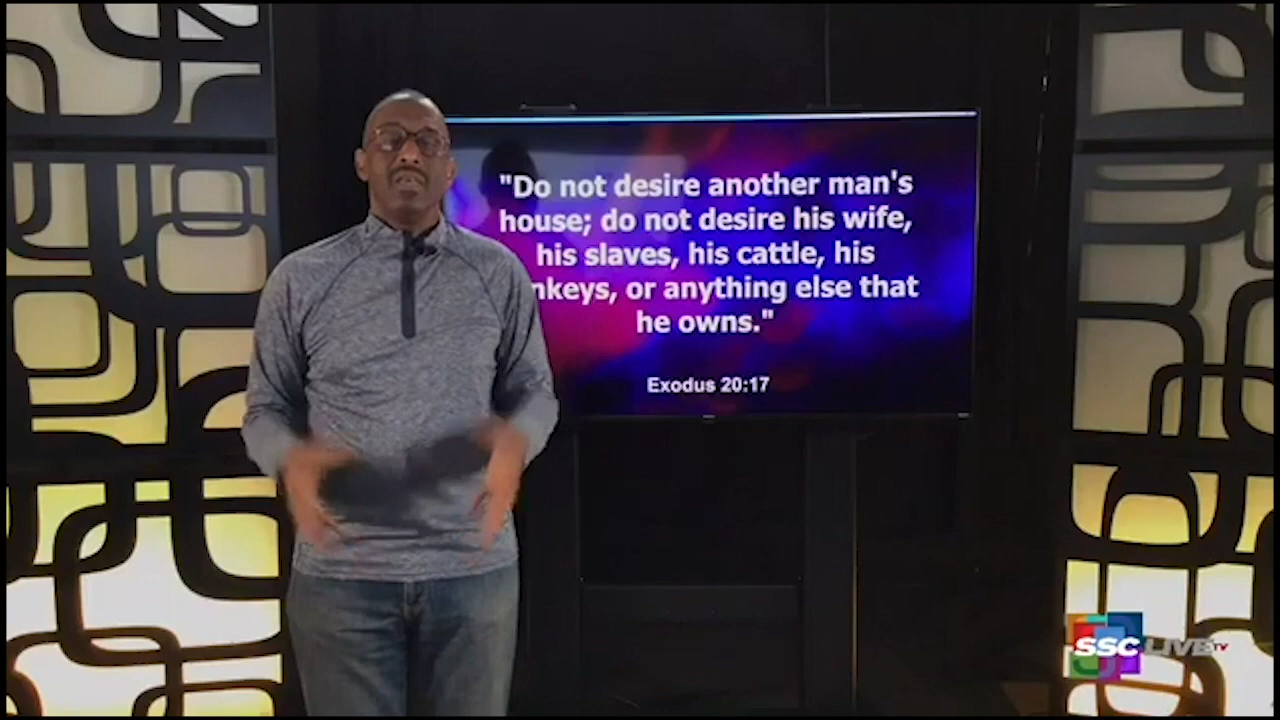 "Do not desire another man's
house; do not desire his wife,
his slaves, his cattle, his
nkeys, or anything else that
he owns."
Exodus 20:17
SSC LIVE TV